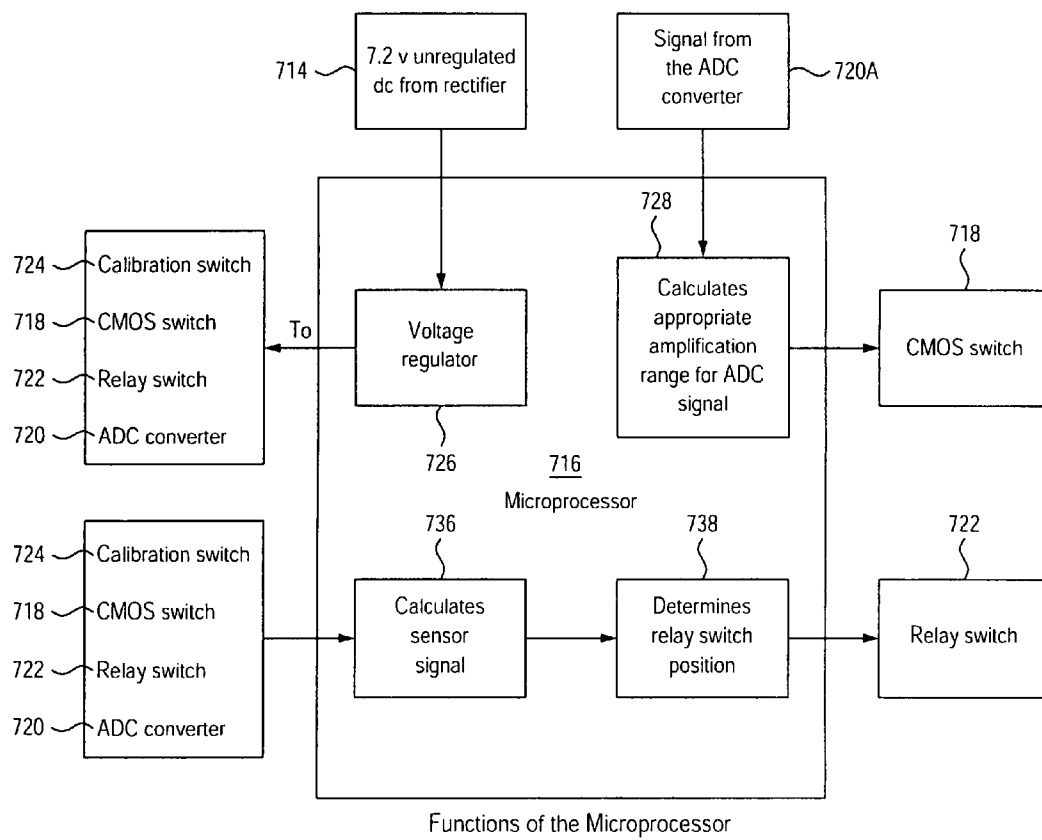 714
7.2 v unregulated
dc from rectifier
Signal from
the ADC
converter
720A
724
Calibration switch
718
CMOS switch
722
Relay switch
720
ADC converter
To
Voltage
regulator
726
728
Calculates
appropriate
amplification
range for ADC
signal
718
CMOS switch
716
Microprocessor
724
Calibration switch
718
CMOS switch
722
Relay switch
720
ADC converter
736
Calculates
sensor
signal
738
Determines
relay switch
position
722
Relay switch
Functions of the Microprocessor